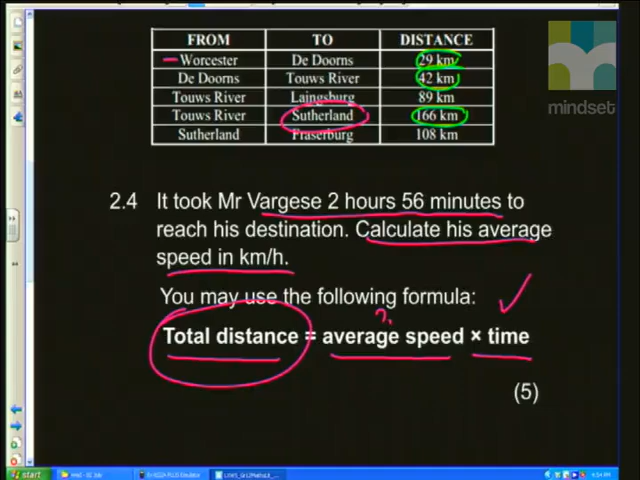 FROM TO DISTANCE
Worcester De Doorns 29 km
De Doorns Touws River 42 km
Touws River Laingsburg 89 km
Touws River Sutherland 166 km
Sutherland Fraserburg 108 km
mindset
2.4 It took Mr Vargese 2 hours 56 minutes to
reach his destination. Calculate his average
speed in km/h.
You may use the following formula:
?
Total distance = average speed × time
(5)
start
4:54 PM